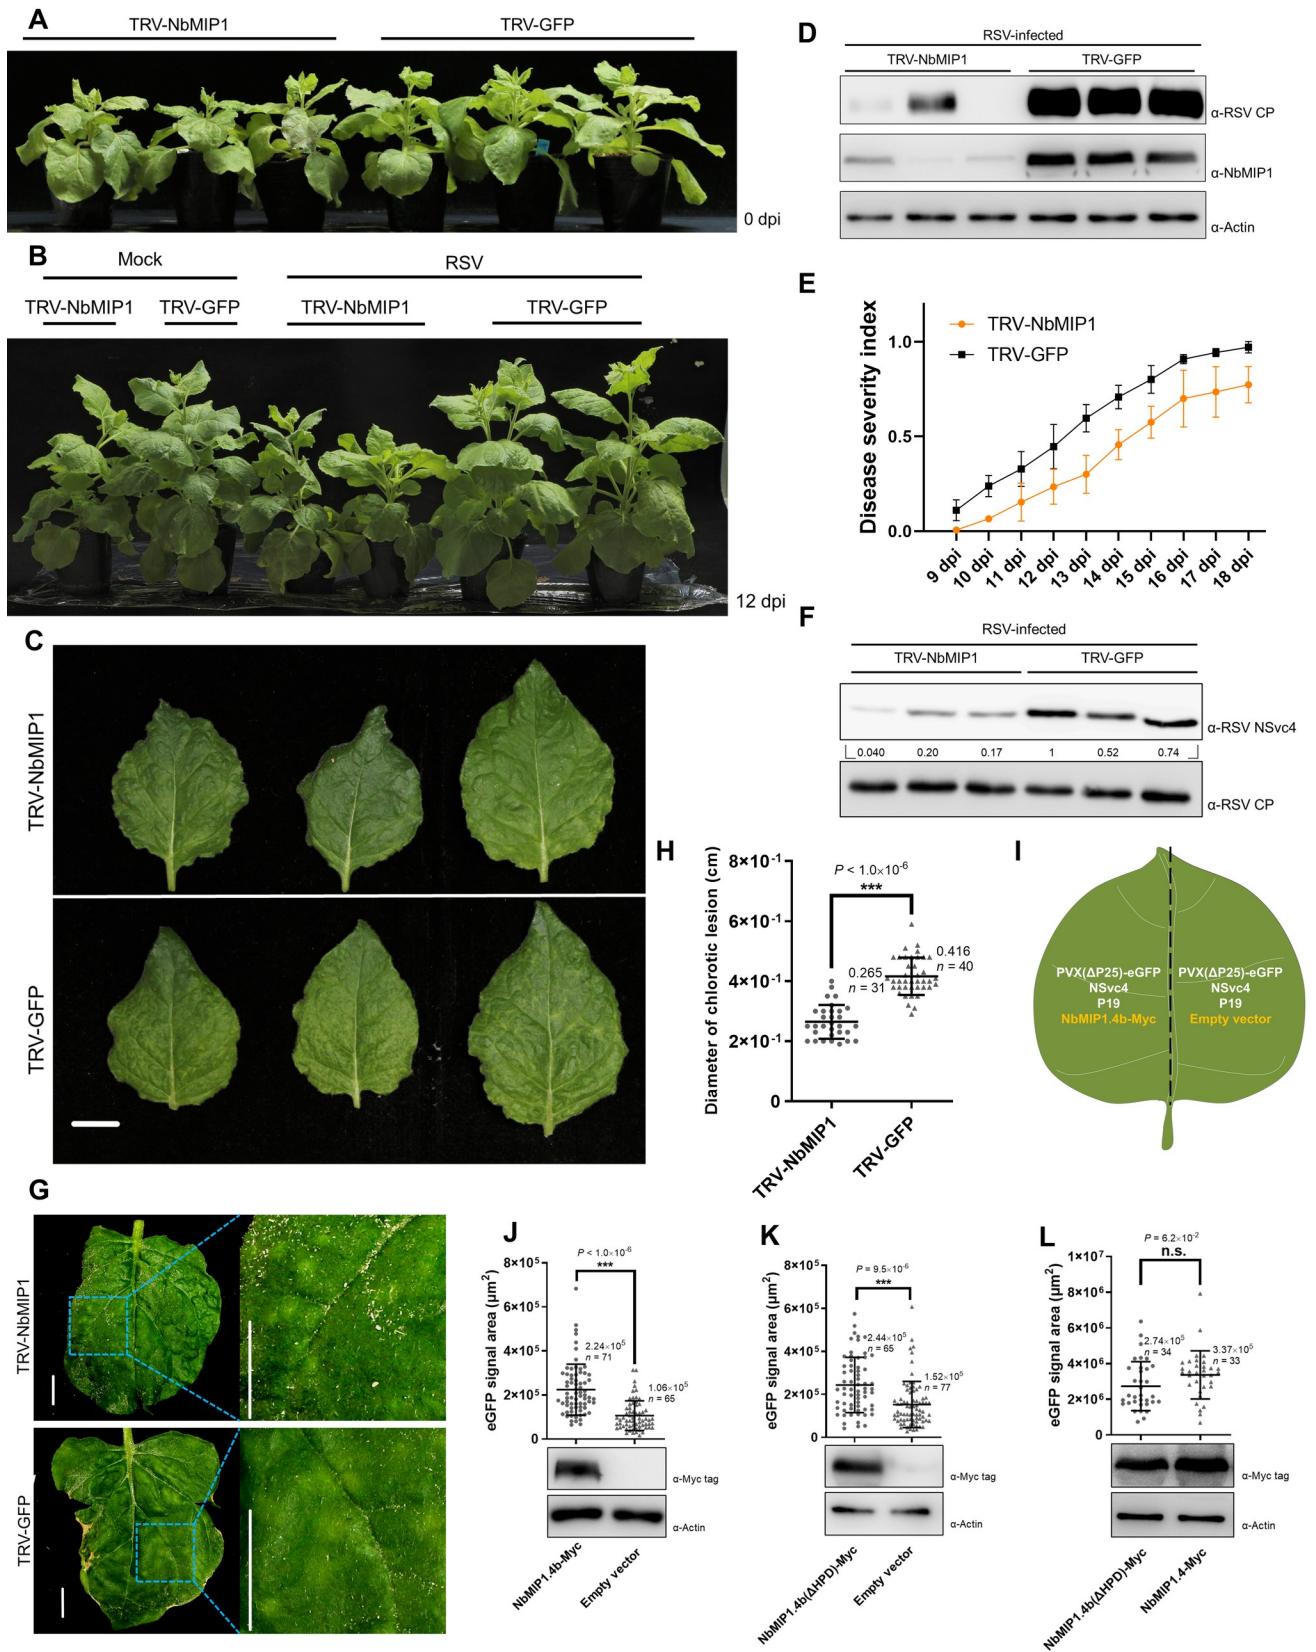 A
TRV-NbMIP1
TRV-GFP
0 dpi
B
Mock
RSV
TRV-NbMIP1
TRV-GFP
TRV-NbMIP1
TRV-GFP
12 dpi
C
TRV-NbMIP1
TRV-GFP
D
RSV-infected
TRV-NbMIP1
TRV-GFP
α-RSV CP
α-NbMIP1
α-Actin
E
Disease severity index
TRV-NbMIP1
TRV-GFP
1.0
0.5
0.0
9 dpi
10 dpi
11 dpi
12 dpi
13 dpi
14 dpi
15 dpi
16 dpi
17 dpi
18 dpi
F
RSV-infected
TRV-NbMIP1
TRV-GFP
α-RSV NSvc4
0.040 0.20 0.17 1 0.52 0.74
α-RSV CP
G
TRV-NbMIP1
TRV-GFP
H
Diameter of chlorotic lesion (cm)
8×10⁻¹
6×10⁻¹
4×10⁻¹
2×10⁻¹
0
P < 1.0×10⁻⁶
***
0.265
n = 31
0.416
n = 40
TRV-NbMIP1
TRV-GFP
I
PVX(ΔP25)-eGFP
NSvc4
P19
NbMIP1.4b-Myc
PVX(ΔP25)-eGFP
NSvc4
P19
Empty vector
J
eGFP signal area (μm²)
8×10⁵
6×10⁵
4×10⁵
2×10⁵
0
P < 1.0×10⁻⁶
***
2.24×10⁵
n = 71
1.06×10⁵
n = 65
α-Myc tag
α-Actin
NbMIP1.4b-Myc
Empty vector
K
eGFP signal area (μm²)
8×10⁵
6×10⁵
4×10⁵
2×10⁵
0
P = 9.5×10⁻⁶
***
2.44×10⁵
n = 65
1.52×10⁵
n = 77
α-Myc tag
α-Actin
NbMIP1.4b(ΔHPD)-Myc
Empty vector
L
eGFP signal area (μm²)
1×10⁷
8×10⁶
6×10⁶
4×10⁶
2×10⁶
0
P = 6.2×10⁻²
n.s.
2.74×10⁵
n = 34
3.37×10⁵
n = 33
α-Myc tag
α-Actin
NbMIP1.4b(ΔHPD)-Myc
NbMIP1.4-Myc